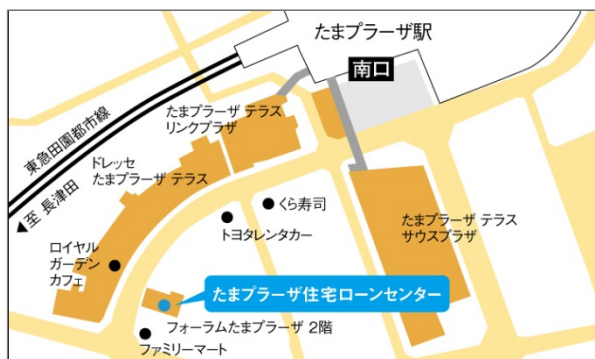 たまプラーザ駅
南口
たまプラーザ テラス
リンクプラザ
東急田園都市線
ドレッセ
たまプラーザ テラス
至 長津田
くら寿司
トヨタレンタカー
たまプラーザ テラス
サウスプラザ
ロイヤル
ガーデン
カフェ
たまプラーザ住宅ローンセンター
フォーラムたまプラーザ 2階
ファミリーマート